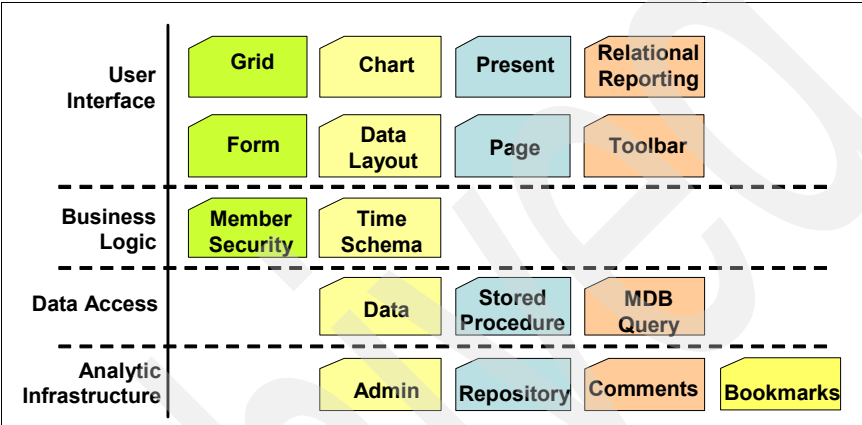 User
Interface
Grid
Chart
Present
Relational
Reporting
Form
Data
Layout
Page
Toolbar
Business
Logic
Member
Security
Time
Schema
Data Access
Data
Stored
Procedure
MDB
Query
Analytic
Infrastructure
Admin
Repository
Comments
Bookmarks